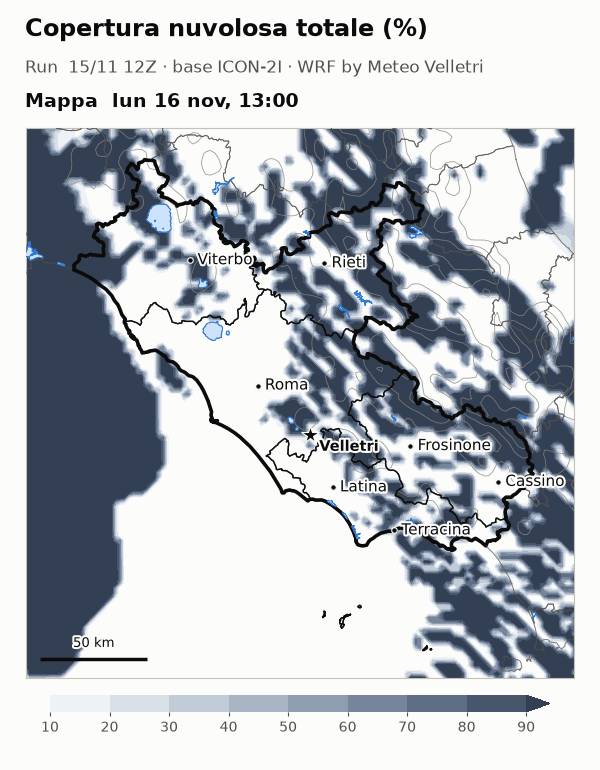 Copertura nuvolosa totale (%)
Run 15/11 12Z · base ICON-2I · WRF by Meteo Velletri
Mappa lun 16 nov, 13:00
Viterbo
Rieti
Roma
Velletri
Frosinone
Latina
Cassino
Terracina
50 km
10 20 30 40 50 60 70 80 90